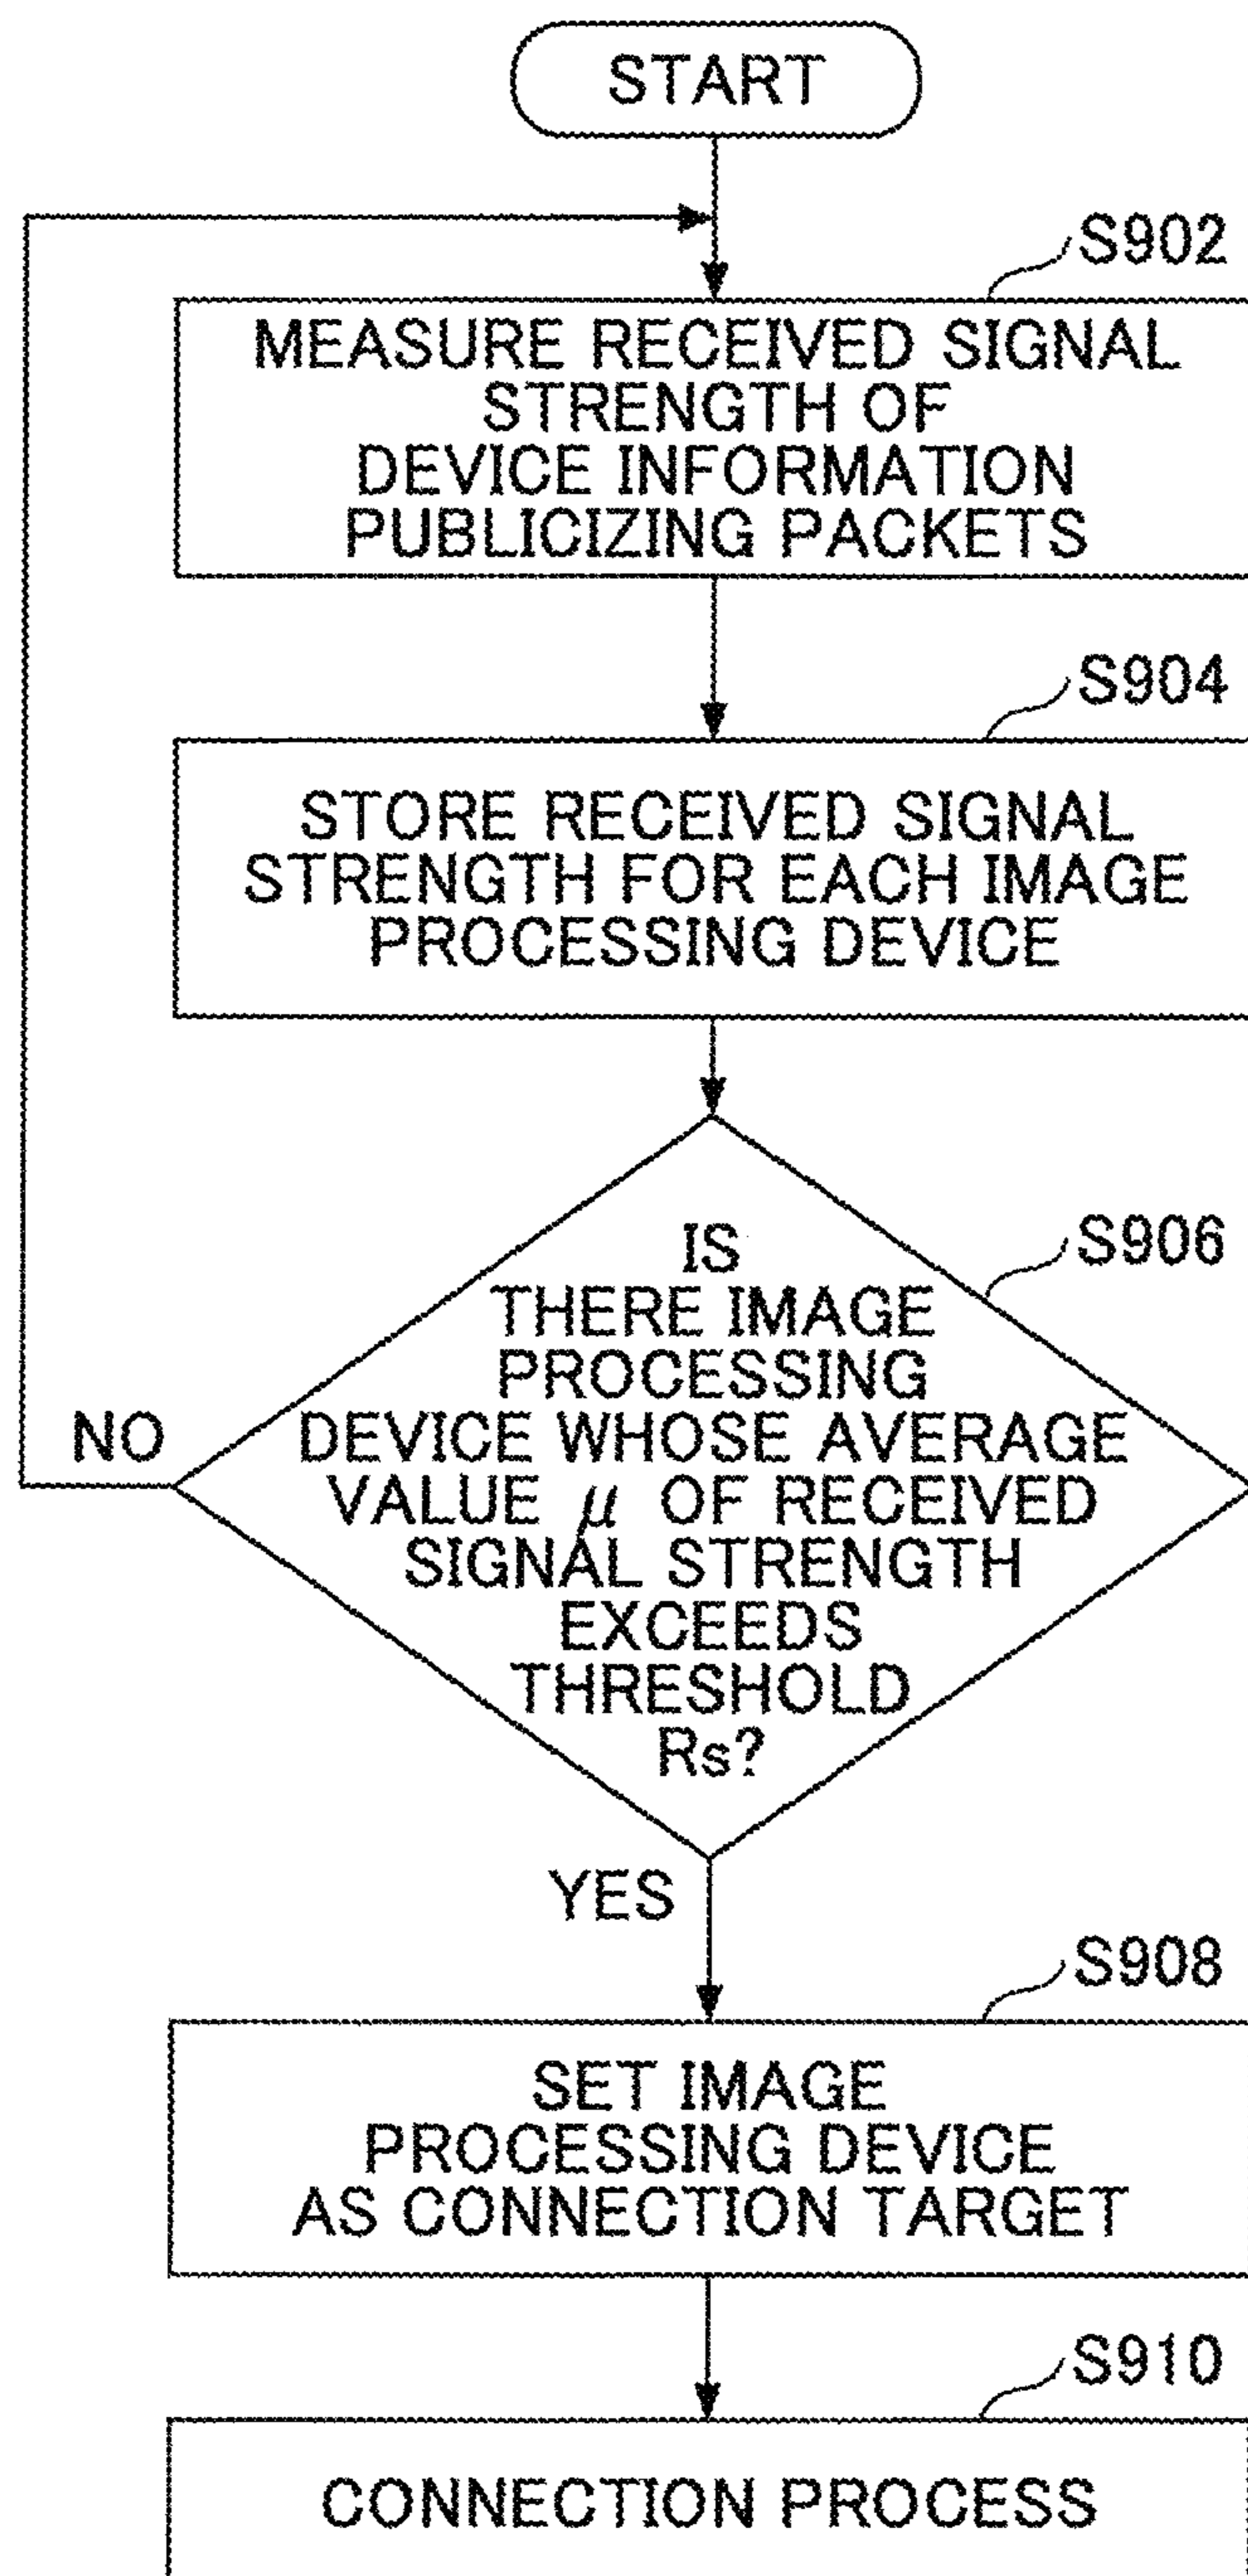 START
S902
MEASURE RECEIVED SIGNAL
STRENGTH OF
DEVICE INFORMATION
PUBLICIZING PACKETS
S904
STORE RECEIVED SIGNAL
STRENGTH FOR EACH IMAGE
PROCESSING DEVICE
S906
IS
THERE IMAGE
PROCESSING
DEVICE WHOSE AVERAGE
VALUE μ OF RECEIVED
SIGNAL STRENGTH
EXCEEDS
THRESHOLD
Rs?
NO
YES
S908
SET IMAGE
PROCESSING DEVICE
AS CONNECTION TARGET
S910
CONNECTION PROCESS